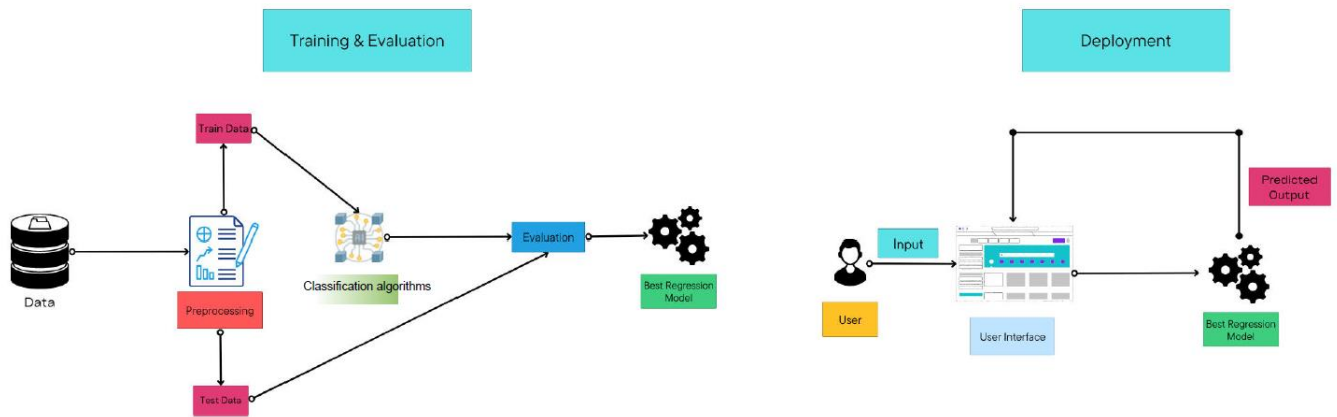 Training & Evaluation
Deployment
Train Data
Predicted
Output
Evaluation
Input
Data
Classification algorithms
Best Regression
Model
Preprocessing
User
User Interface
Best Regression
Model
Test Data